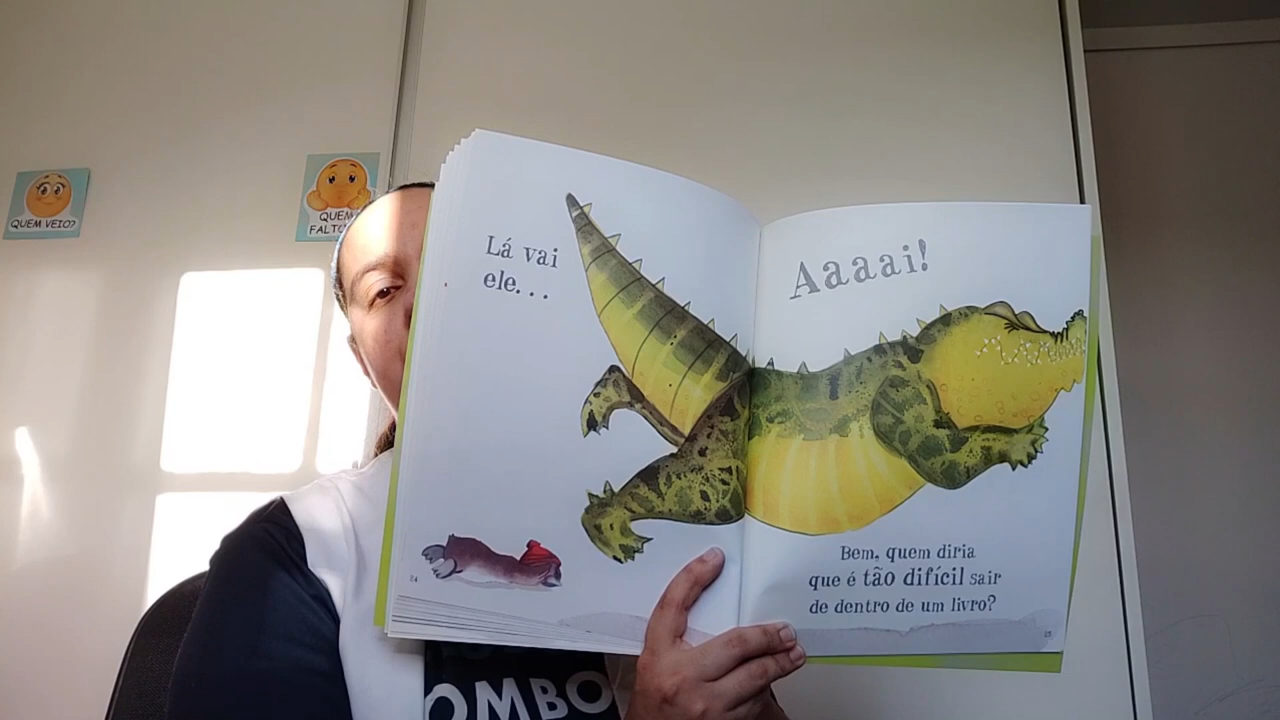 QUEM VEIO?
QUEM
Lá vai
ele...
Aaaai!
Bem, quem diria
que é tão difícil sair
de dentro de um livro?
24
25
OMBO